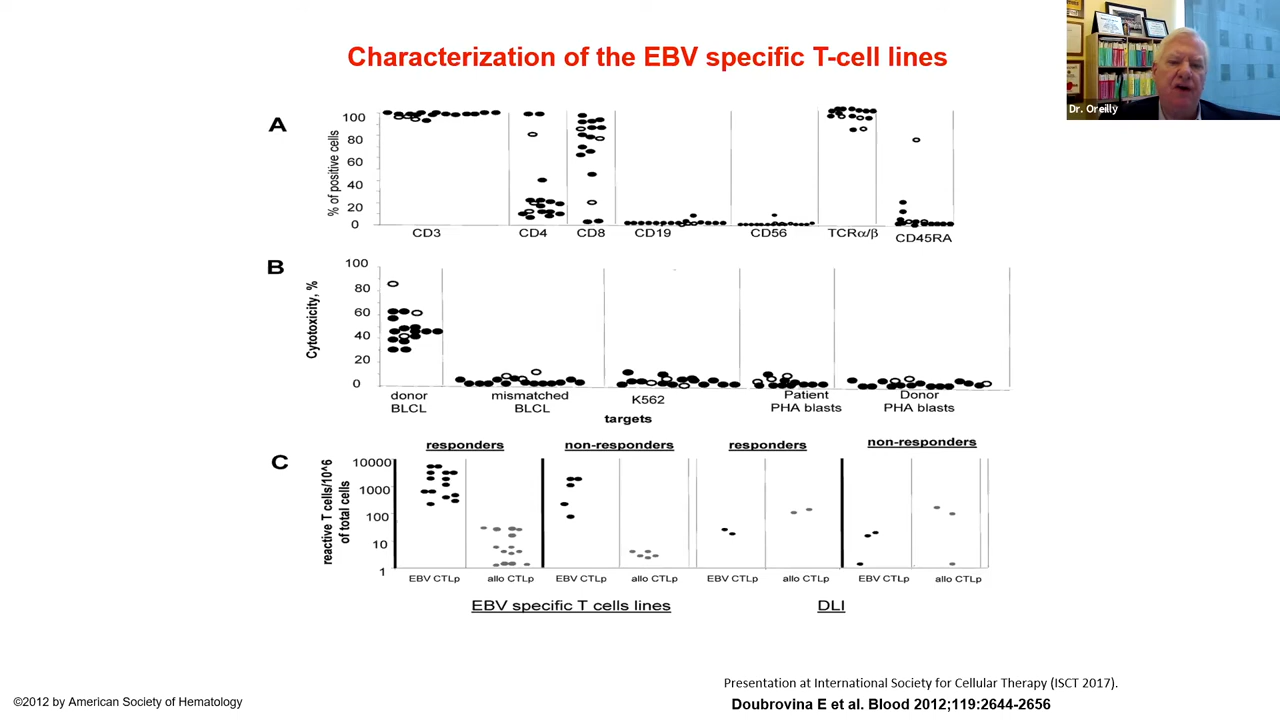 Characterization of the EBV specific T-cell lines
Dr. Oreilly
A
% of positive cells
100
80
60
40
20
0
CD3
CD4
CD8
CD19
CD56
TCRα/β
CD45RA
B
Cytotoxicity, %
100
80
60
40
20
0
donor
BLCL
mismatched
BLCL
K562
Patient
PHA blasts
Donor
PHA blasts
targets
responders
non-responders
responders
non-responders
C
reactive T cells/10^6
of total cells
10000
1000
100
10
1
EBV CTLp
allo CTLp
EBV CTLp
allo CTLp
EBV CTLp
allo CTLp
EBV CTLp
allo CTLp
EBV specific T cells lines
DLI
Presentation at International Society for Cellular Therapy (ISCT 2017).
©2012 by American Society of Hematology
Doubrovina E et al. Blood 2012;119:2644-2656